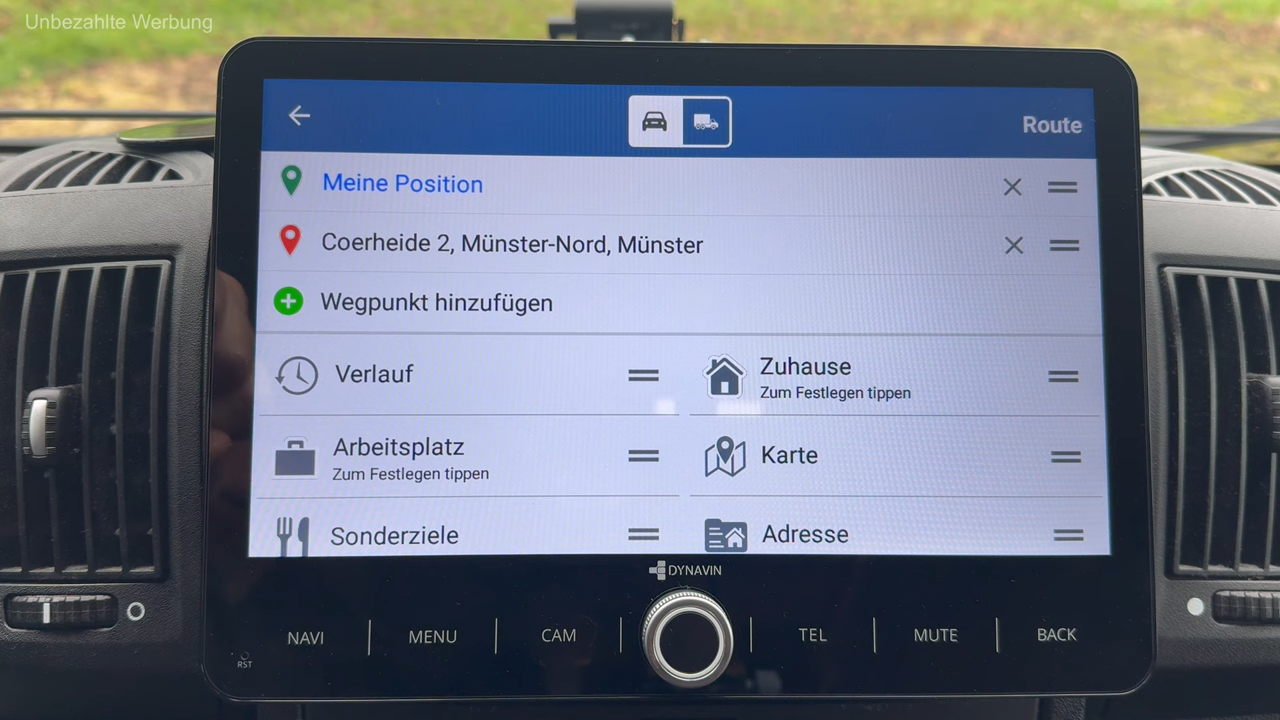 Unbezahlte Werbung
Route
Meine Position
Coerheide 2, Münster-Nord, Münster
Wegpunkt hinzufügen
Verlauf
Zuhause
Zum Festlegen tippen
Arbeitsplatz
Zum Festlegen tippen
Karte
Sonderziele
Adresse
DYNAVIN
NAVI
MENU
CAM
TEL
MUTE
BACK
RST